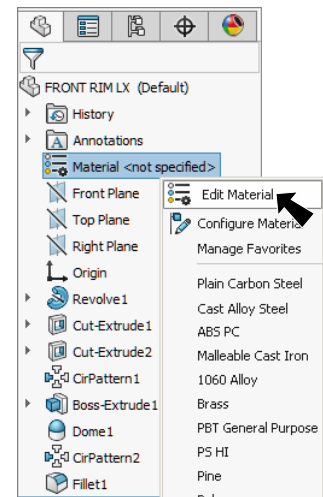 FRONT RIM LX (Default)
History
Annotations
Material <not specified>
Front Plane
Top Plane
Right Plane
Origin
Revolve1
Cut-Extrude1
Cut-Extrude2
CirPattern1
Boss-Extrude1
Dome1
CirPattern2
Fillet1
Edit Material
Configure Materia
Manage Favorites
Plain Carbon Steel
Cast Alloy Steel
ABS PC
Malleable Cast Iron
1060 Alloy
Brass
PBT General Purpose
PS HI
Pine